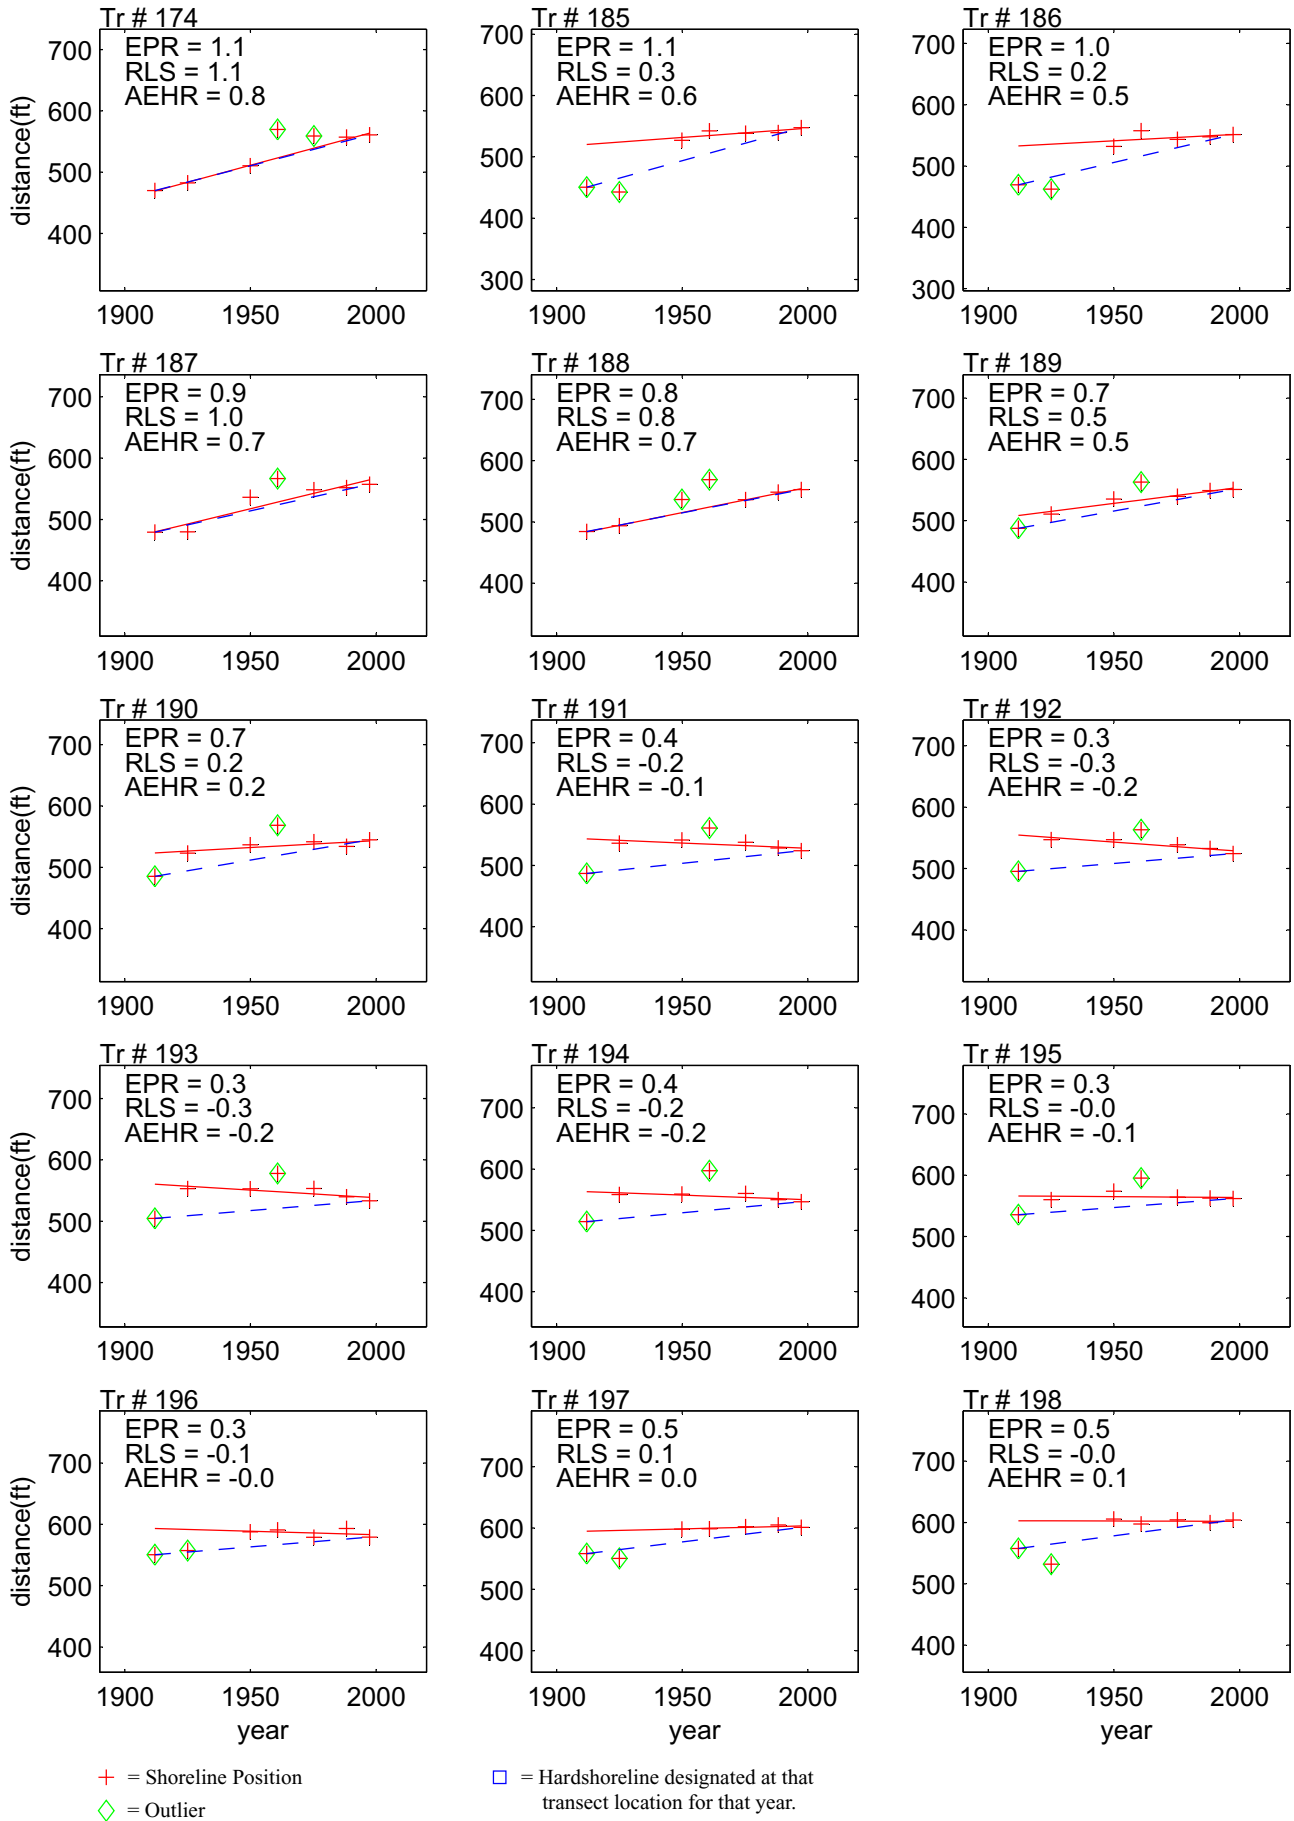 Tr # 174
EPR = 1.1
RLS = 1.1
AEHR = 0.8
700
600
500
400
distance(ft)
1900 1950 2000
Tr # 185
EPR = 1.1
RLS = 0.3
AEHR = 0.6
700
600
500
400
300
1900 1950 2000
Tr # 186
EPR = 1.0
RLS = 0.2
AEHR = 0.5
700
600
500
400
300
1900 1950 2000
Tr # 187
EPR = 0.9
RLS = 1.0
AEHR = 0.7
700
600
500
400
distance(ft)
1900 1950 2000
Tr # 188
EPR = 0.8
RLS = 0.8
AEHR = 0.7
700
600
500
400
1900 1950 2000
Tr # 189
EPR = 0.7
RLS = 0.5
AEHR = 0.5
700
600
500
400
1900 1950 2000
Tr # 190
EPR = 0.7
RLS = 0.2
AEHR = 0.2
700
600
500
400
distance(ft)
1900 1950 2000
Tr # 191
EPR = 0.4
RLS = -0.2
AEHR = -0.1
700
600
500
400
1900 1950 2000
Tr # 192
EPR = 0.3
RLS = -0.3
AEHR = -0.2
700
600
500
400
1900 1950 2000
Tr # 193
EPR = 0.3
RLS = -0.3
AEHR = -0.2
700
600
500
400
distance(ft)
1900 1950 2000
Tr # 194
EPR = 0.4
RLS = -0.2
AEHR = -0.2
700
600
500
400
1900 1950 2000
Tr # 195
EPR = 0.3
RLS = -0.0
AEHR = -0.1
700
600
500
400
1900 1950 2000
Tr # 196
EPR = 0.3
RLS = -0.1
AEHR = -0.0
700
600
500
400
distance(ft)
1900 1950 2000
year
Tr # 197
EPR = 0.5
RLS = 0.1
AEHR = 0.0
700
600
500
400
1900 1950 2000
year
Tr # 198
EPR = 0.5
RLS = -0.0
AEHR = 0.1
700
600
500
400
1900 1950 2000
year
= Shoreline Position
= Outlier
= Hardshoreline designated at that
transect location for that year.